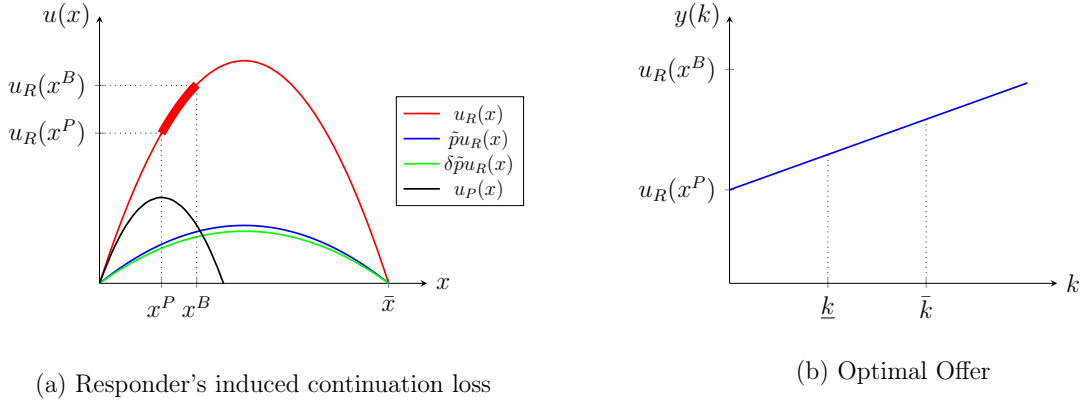 u(x)
u_R(x^B)
u_R(x^P)
x^P
x^B
x̄
x
u_R(x)
p̃u_R(x)
δp̃u_R(x)
u_P(x)
(a) Responder's induced continuation loss
y(k)
u_R(x^B)
u_R(x^P)
k̲
k̄
k
(b) Optimal Offer